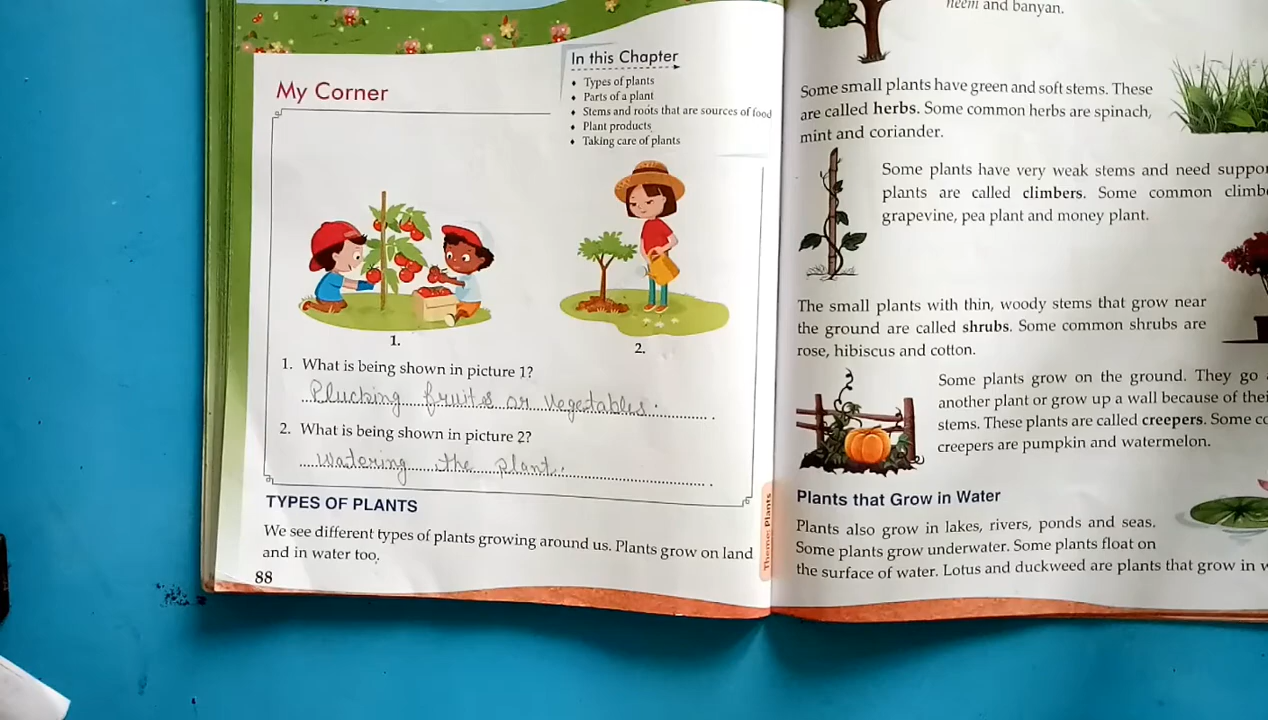 My Corner
In this Chapter
• Types of plants
• Parts of a plant
• Stems and roots that are sources of food
• Plant products
• Taking care of plants
1.
2.
1. What is being shown in picture 1?
Plucking fruits or vegetables.
2. What is being shown in picture 2?
Watering the plant.
TYPES OF PLANTS
We see different types of plants growing around us. Plants grow on land
and in water too.
88
Theme: Plants
neem and banyan.
Some small plants have green and soft stems. These
are called herbs. Some common herbs are spinach,
mint and coriander.
Some plants have very weak stems and need
plants are called climbers. Some common
grapevine, pea plant and money plant.
The small plants with thin, woody stems that grow near
the ground are called shrubs. Some common shrubs are
rose, hibiscus and cotton.
Some plants grow on the ground. They go
another plant or grow up a wall because of
stems. These plants are called creepers. Some
creepers are pumpkin and watermelon.
Plants that Grow in Water
Plants also grow in lakes, rivers, ponds and seas.
Some plants grow underwater. Some plants float on
the surface of water. Lotus and duckweed are plants that grow in